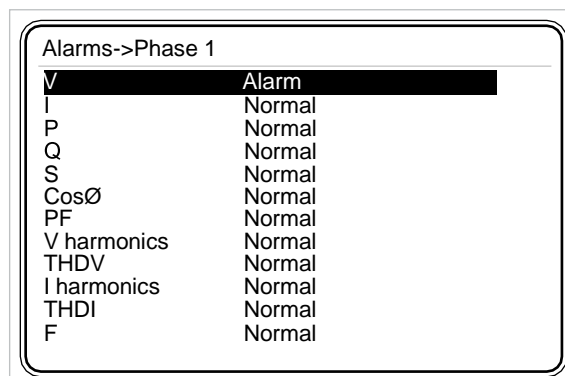 Alarms->Phase 1
V Alarm
I Normal
P Normal
Q Normal
S Normal
CosØ Normal
PF Normal
V harmonics Normal
THDV Normal
I harmonics Normal
THDI Normal
F Normal